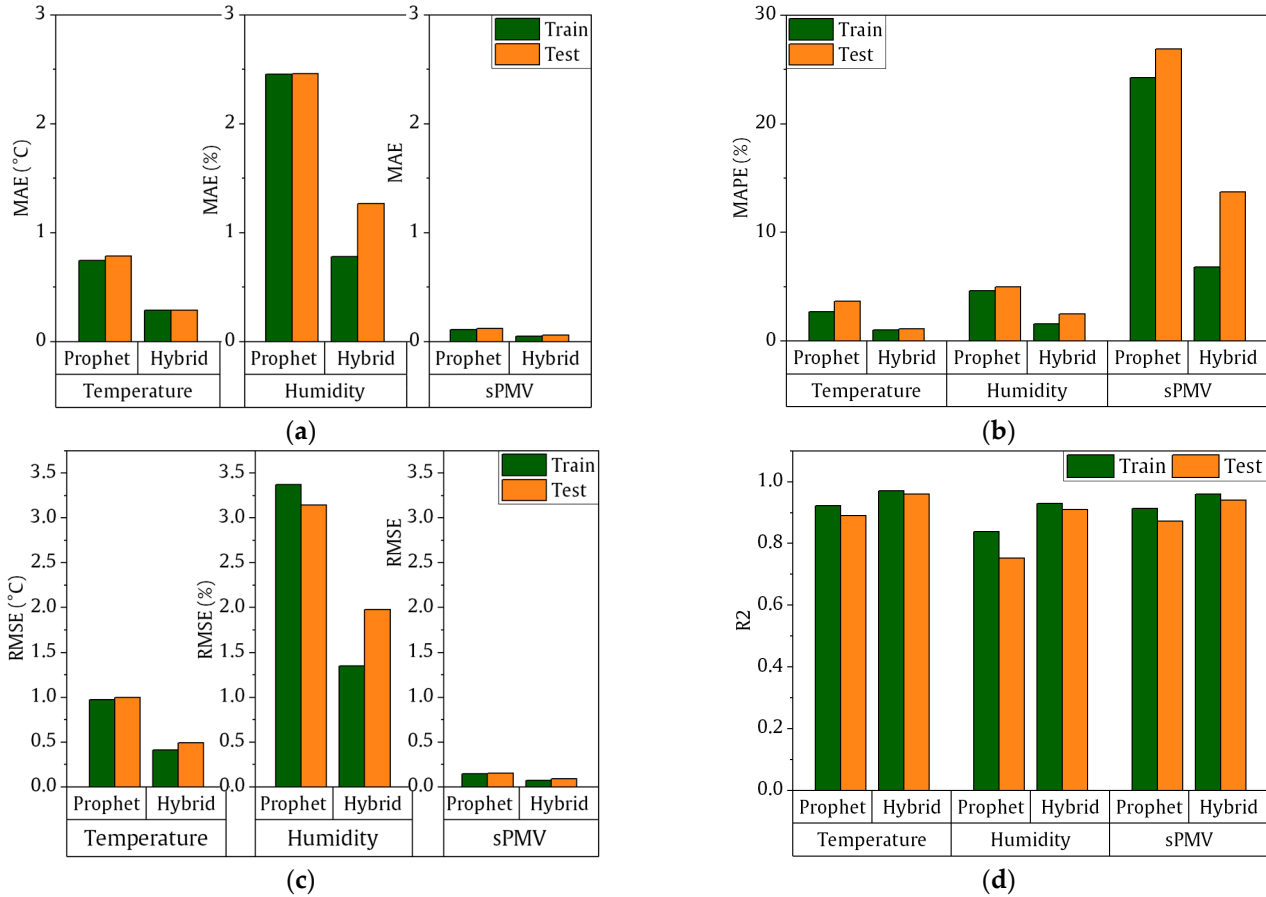 3
2
1
0
MAE (°C)
3
2
1
0
MAE (%)
3
2
1
0
MAE
Train
Test
Prophet Hybrid Prophet Hybrid Prophet Hybrid
Temperature Humidity sPMV
(a)
30
20
10
0
MAPE (%)
Train
Test
Prophet Hybrid Prophet Hybrid Prophet Hybrid
Temperature Humidity sPMV
(b)
3.5
3.0
2.5
2.0
1.5
1.0
0.5
0.0
RMSE (°C)
3.5
3.0
2.5
2.0
1.5
1.0
0.5
0.0
RMSE (%)
3.5
3.0
2.5
2.0
1.5
1.0
0.5
0.0
RMSE
Train
Test
Prophet Hybrid Prophet Hybrid Prophet Hybrid
Temperature Humidity sPMV
(c)
1.0
0.8
0.6
0.4
0.2
0.0
R2
Train Test
Prophet Hybrid Prophet Hybrid Prophet Hybrid
Temperature Humidity sPMV
(d)